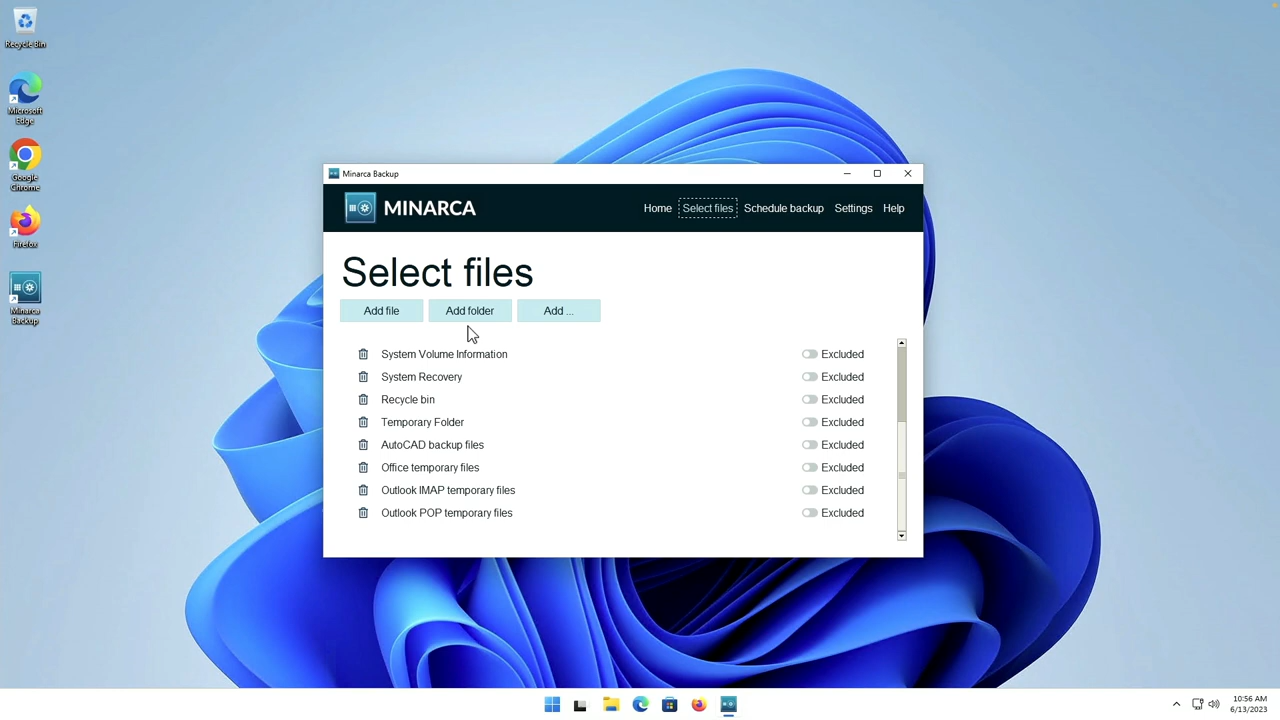 Recycle Bin
Microsoft
Edge
Google
Chrome
Firefox
Minarca
Backup
Minarca Backup
MINARCA
Home
Select files
Schedule backup
Settings
Help
Select files
Add file
Add folder
Add ...
System Volume Information
Excluded
System Recovery
Excluded
Recycle bin
Excluded
Temporary Folder
Excluded
AutoCAD backup files
Excluded
Office temporary files
Excluded
Outlook IMAP temporary files
Excluded
Outlook POP temporary files
Excluded
10:56 AM
6/13/2023